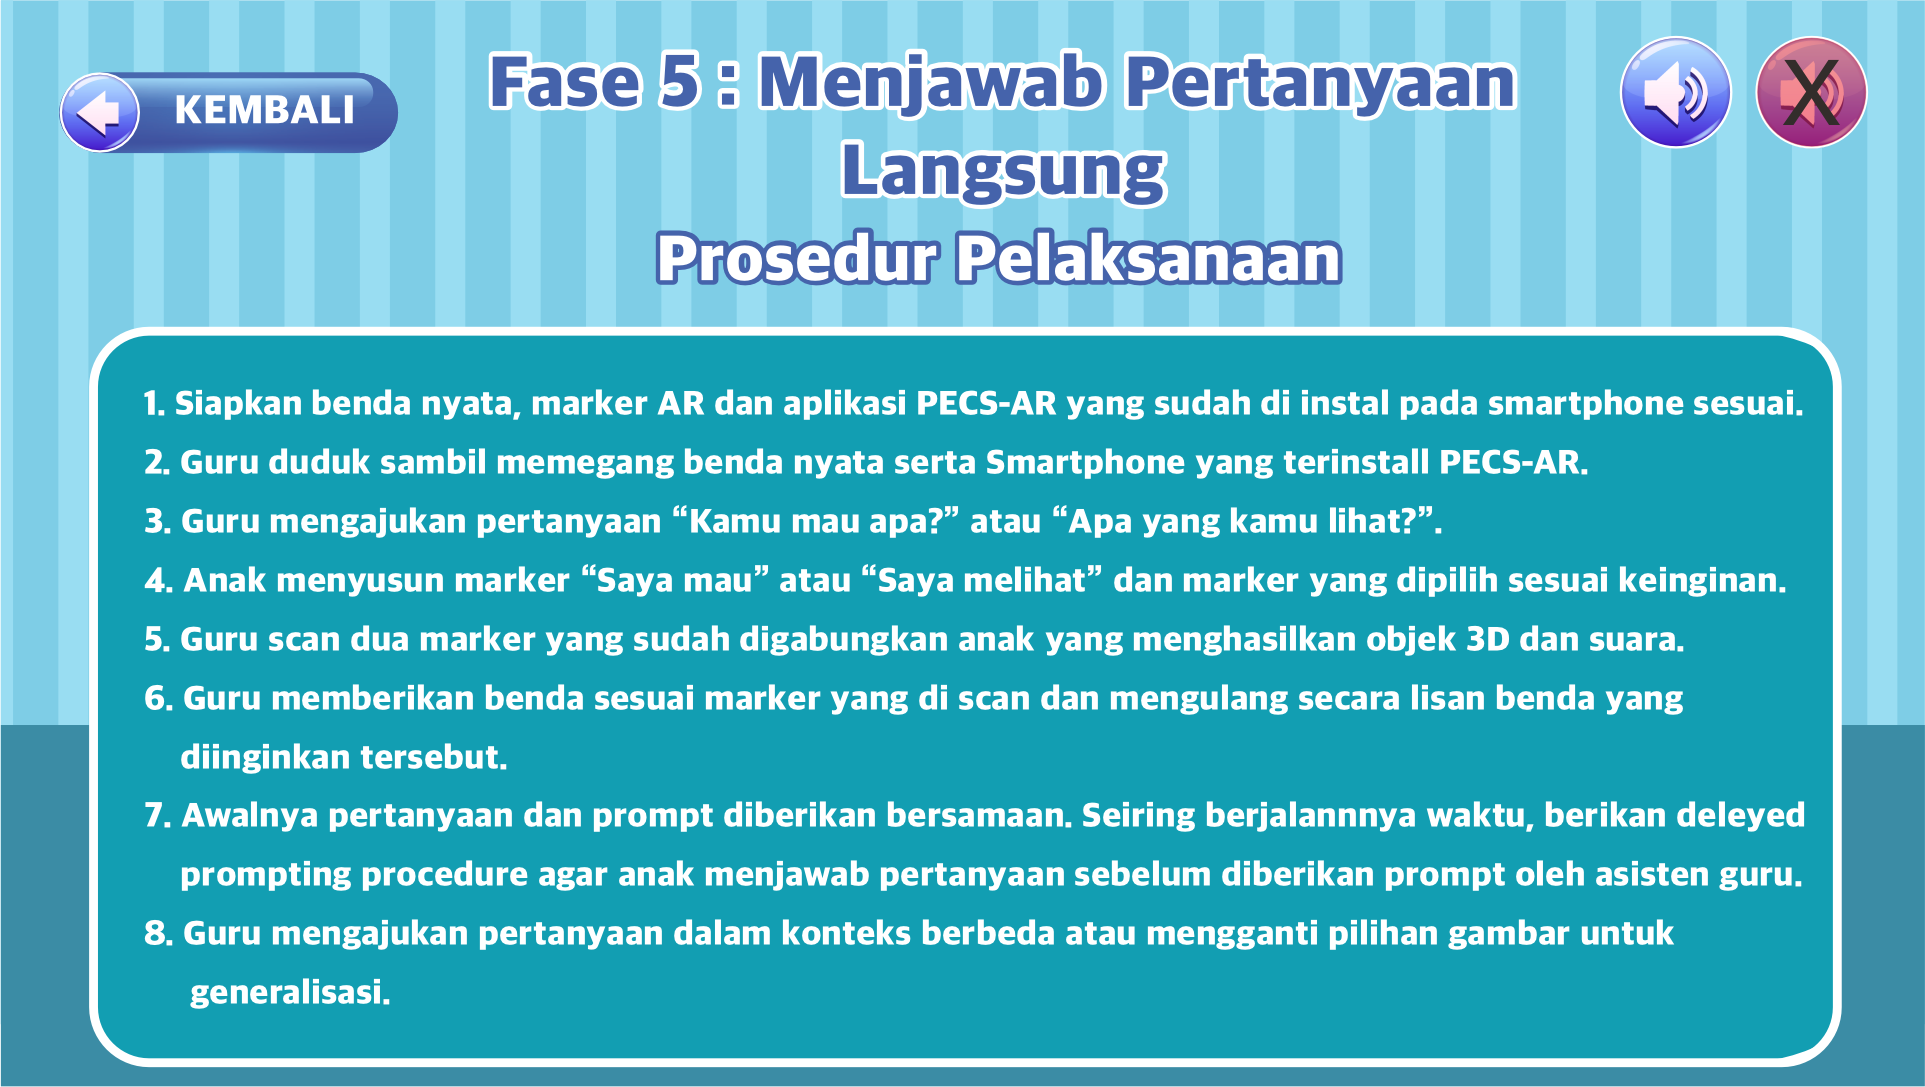 KEMBALI
Fase 5 : Menjawab Pertanyaan
Langsung
Prosedur Pelaksanaan
X
1. Siapkan benda nyata, marker AR dan aplikasi PECS-AR yang sudah di instal pada smartphone sesuai.
2. Guru duduk sambil memegang benda nyata serta Smartphone yang terinstall PECS-AR.
3. Guru mengajukan pertanyaan “Kamu mau apa?” atau “Apa yang kamu lihat?”.
4. Anak menyusun marker “Saya mau” atau “Saya melihat” dan marker yang dipilih sesuai keinginan.
5. Guru scan dua marker yang sudah digabungkan anak yang menghasilkan objek 3D dan suara.
6. Guru memberikan benda sesuai marker yang di scan dan mengulang secara lisan benda yang
diinginkan tersebut.
7. Awalnya pertanyaan dan prompt diberikan bersamaan. Seiring berjalannnya waktu, berikan deleyed
prompting procedure agar anak menjawab pertanyaan sebelum diberikan prompt oleh asisten guru.
8. Guru mengajukan pertanyaan dalam konteks berbeda atau mengganti pilihan gambar untuk
generalisasi.